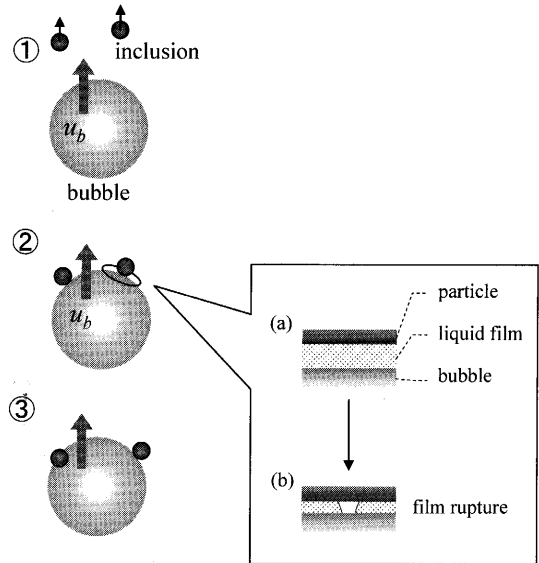 ①
inclusion
u_b
bubble
②
u_b
③
(a)
particle
liquid film
bubble
(b)
film rupture